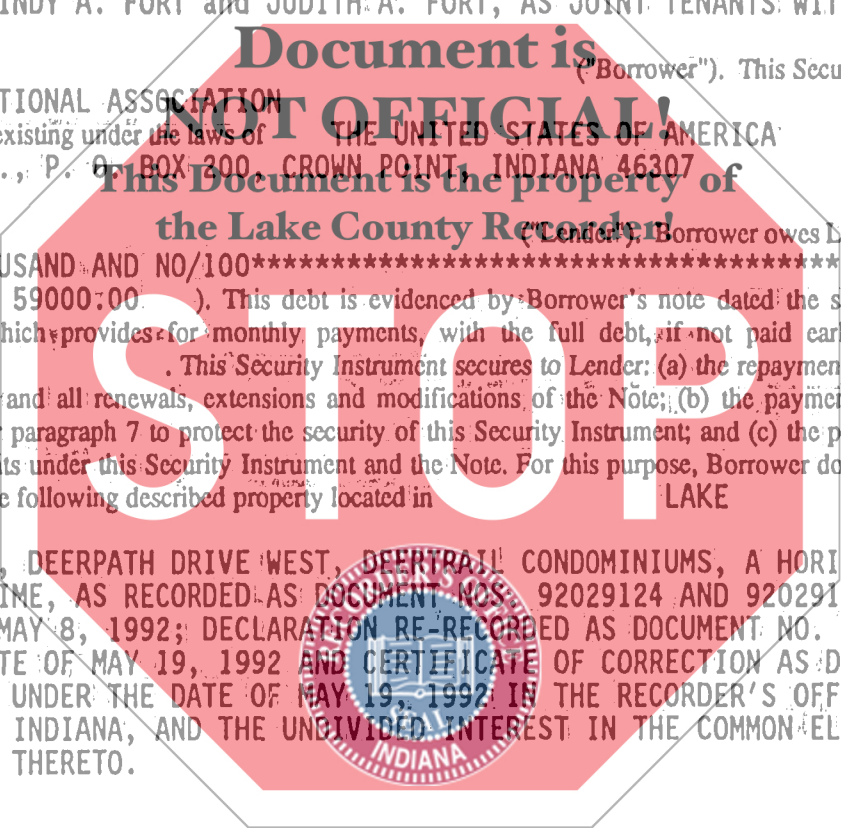 INDY A. FORT and JUDITH A. FORT, AS JOINT TENANTS WIT
Document is
("Borrower"). This Secu
TIONAL ASSOCIATION
NOT OFFICIAL!
existing under the laws of THE UNITED STATES OF AMERICA
., P. O. BOX 200, CROWN POINT, INDIANA 46307
This Document is the property of
the Lake County Recorder!
("Lender"). Borrower owes L
USAND AND NO/100*************************************
59000.00 ). This debt is evidenced by Borrower's note dated the s
hich provides for monthly payments, with the full debt, if not paid earl
. This Security Instrument secures to Lender: (a) the repaymen
and all renewals, extensions and modifications of the Note; (b) the paymen
paragraph 7 to protect the security of this Security Instrument; and (c) the p
ts under this Security Instrument and the Note. For this purpose, Borrower do
e following described property located in LAKE
STOP
, DEERPATH DRIVE WEST, DEERTRAIL CONDOMINIUMS, A HORI
IME, AS RECORDED AS DOCUMENT NOS. 92029124 AND 920291
MAY 8, 1992; DECLARATION RE-RECORDED AS DOCUMENT NO.
TE OF MAY 19, 1992 AND CERTIFICATE OF CORRECTION AS D
UNDER THE DATE OF MAY 19, 1992 IN THE RECORDER'S OFF
INDIANA, AND THE UNDIVIDED INTEREST IN THE COMMON EL
THERETO.
SEAL
INDIANA